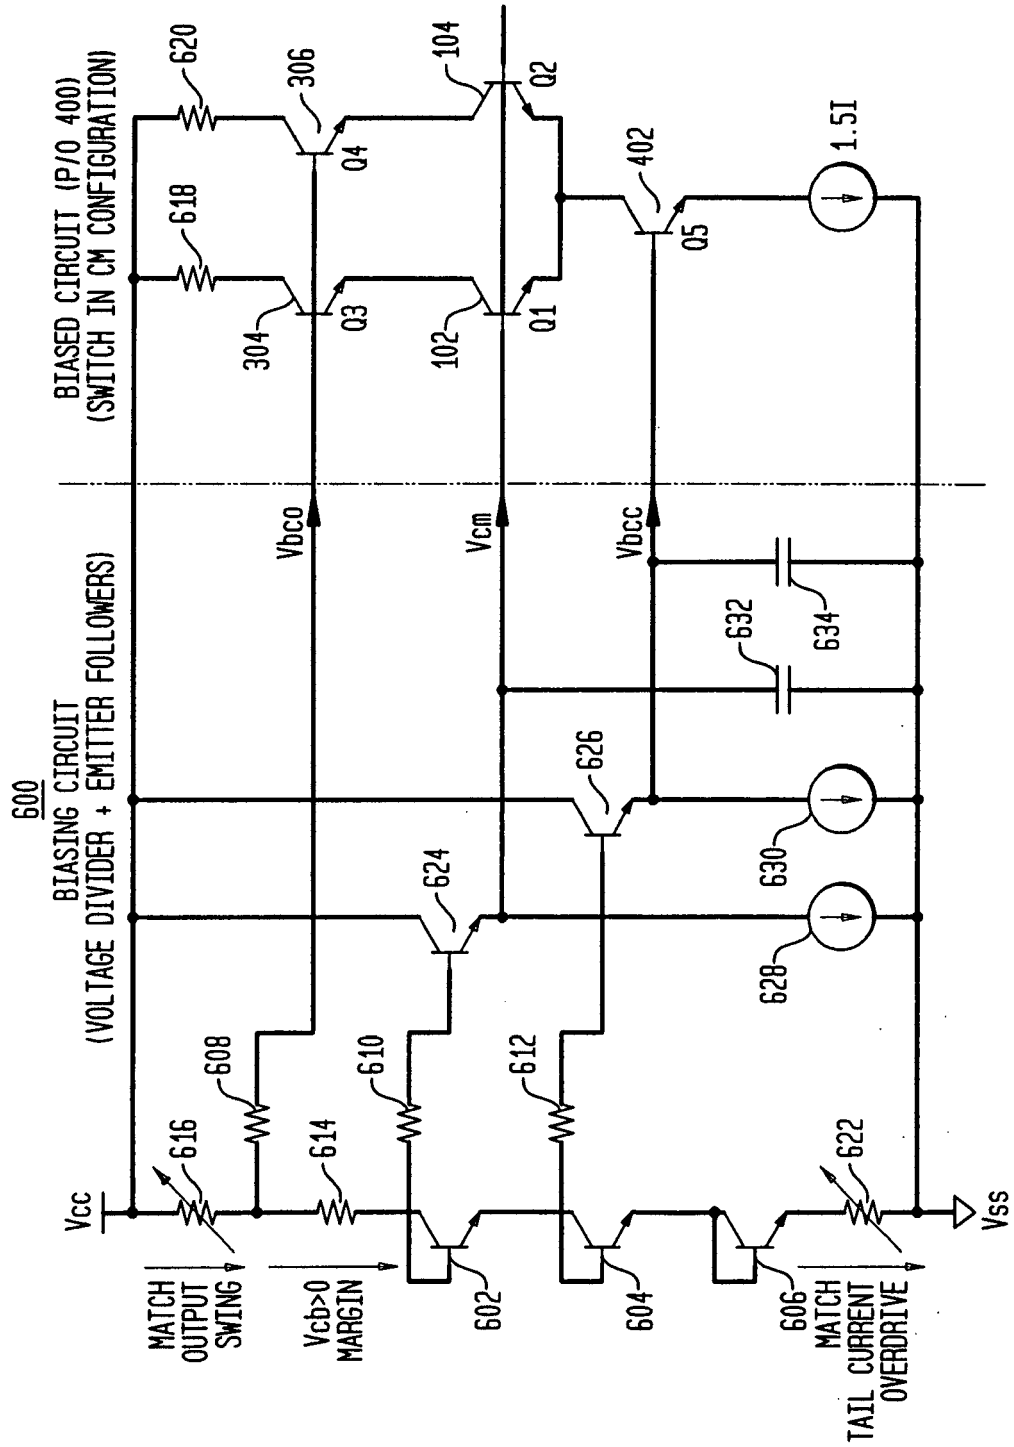 600
BIASING CIRCUIT
(VOLTAGE DIVIDER + EMITTER FOLLOWERS)
BIASED CIRCUIT (P/O 400)
(SWITCH IN CM CONFIGURATION)
Vcc
616
MATCH
OUTPUT
SWING
608
614
Vcb>0
MARGIN
610
602
624
612
604
626
606
622
MATCH
TAIL CURRENT
OVERDRIVE
Vss
628
630
632
634
Vbco
Vcm
Vbcc
618
620
304
306
Q3
Q4
102
104
Q1
Q2
402
Q5
1.5I